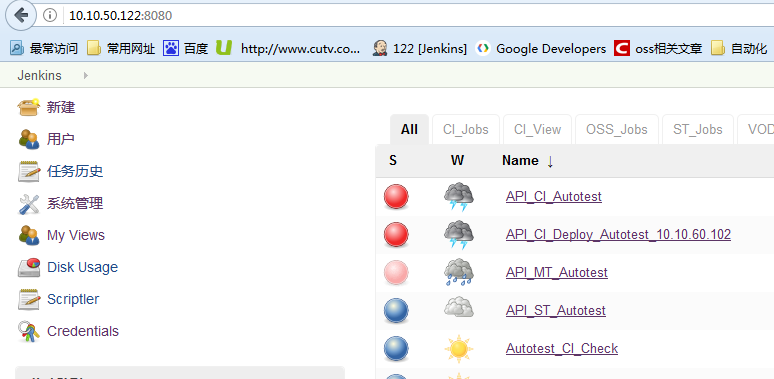 10.10.50.122:8080
最常访问 常用网址 百度 http://www.cutv.co... 122 [Jenkins] Google Developers oss相关文章 自动化
Jenkins
新建
用户
任务历史
系统管理
My Views
Disk Usage
Scriptler
Credentials
All CI_Jobs CI_View OSS_Jobs ST_Jobs VOD
S W Name ↓
API_CI_Autotest
API_CI_Deploy_Autotest_10.10.60.102
API_MT_Autotest
API_ST_Autotest
Autotest_CI_Check